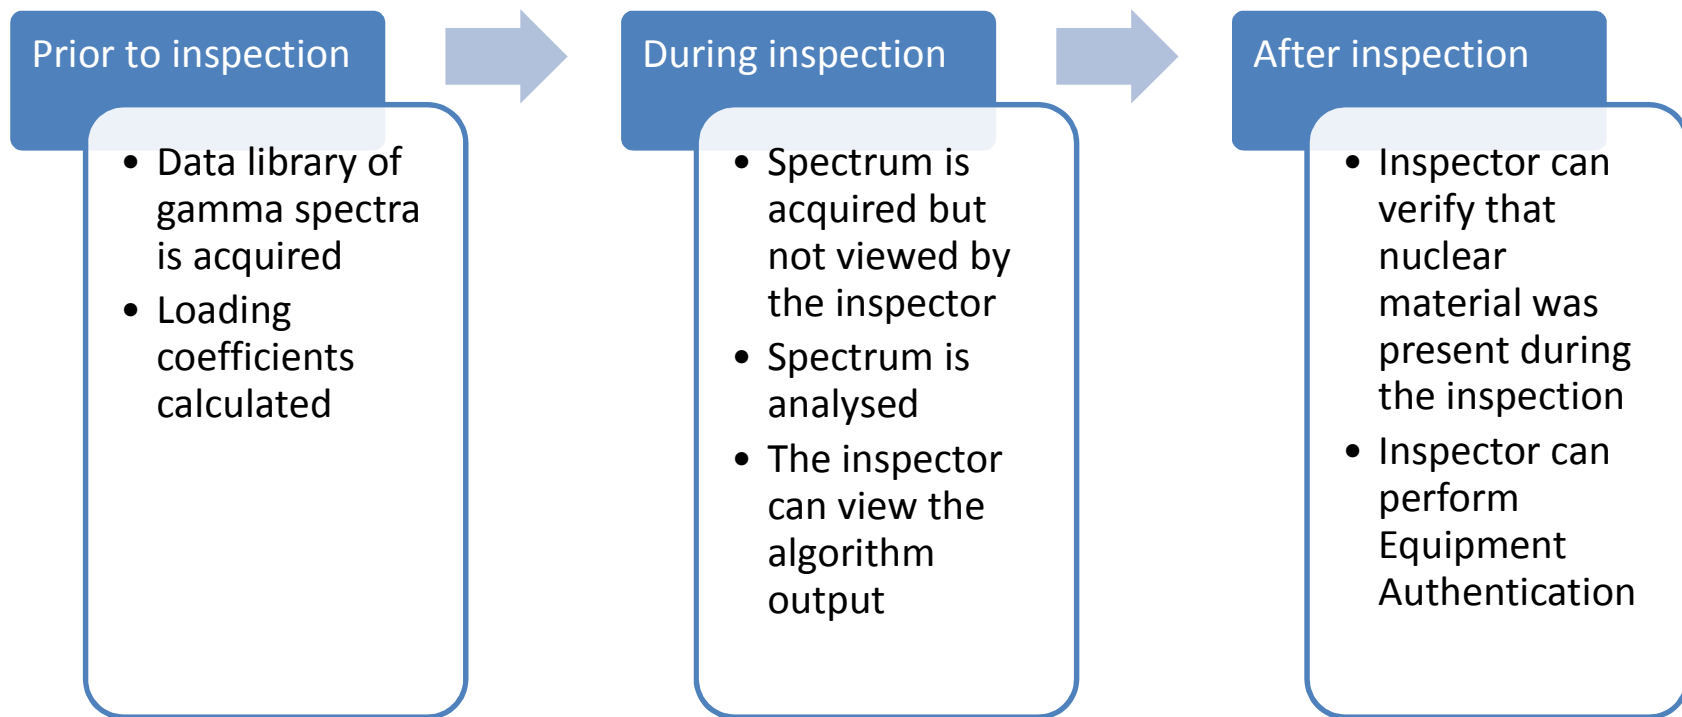 Prior to inspection
• Data library of
gamma spectra
is acquired
• Loading
coefficients
calculated
During inspection
• Spectrum is
acquired but
not viewed by
the inspector
• Spectrum is
analysed
• The inspector
can view the
algorithm
output
After inspection
• Inspector can
verify that
nuclear
material was
present during
the inspection
• Inspector can
perform
Equipment
Authentication